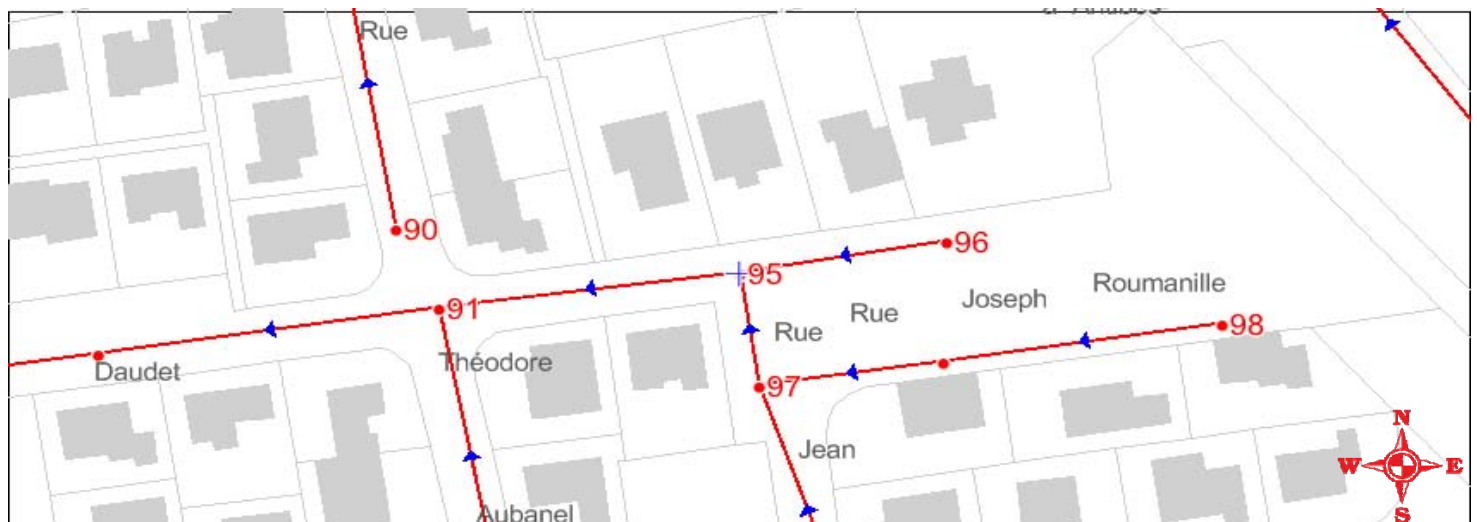 Rue
90
96
95
Roumanille
Joseph
Rue
Rue
98
91
Théodore
Daudet
97
Jean
Aubanel
N
W E
S